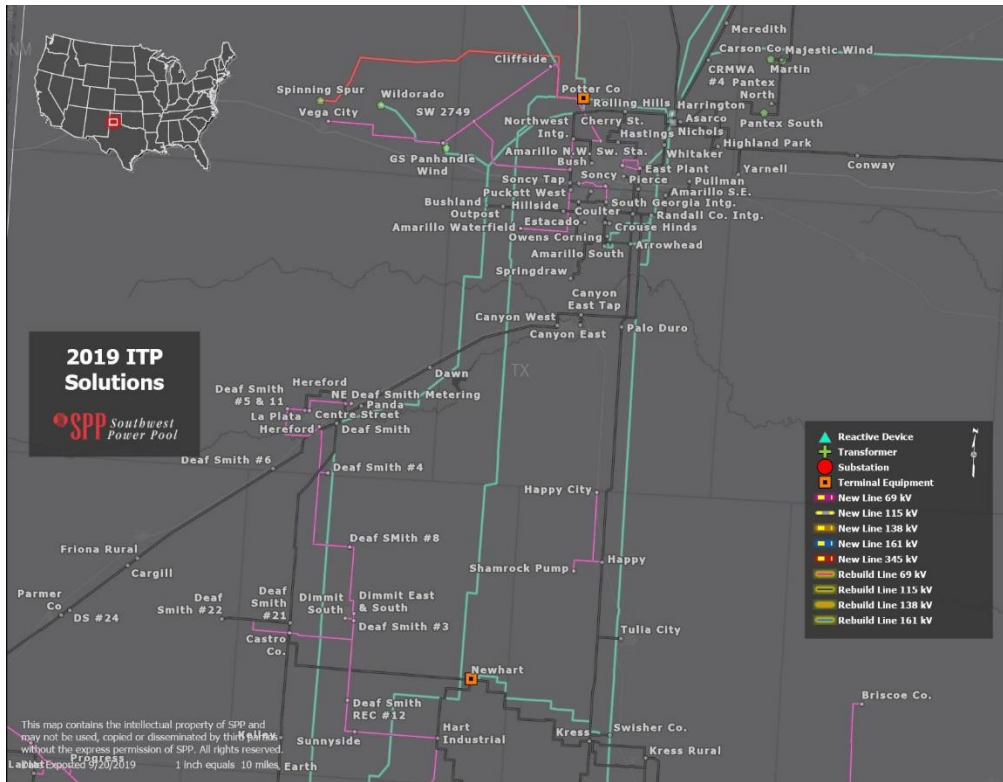 NM
Meredith
Carson Co.
Majestic Wind
Cliffside
CRMWA
#4
Martin
Pantex
North
Spinning Spur
Wildorado
Potter Co
Rolling Hills
Harrington
Vega City
SW 2749
Northwest
Intg.
Cherry St.
Asarco
Pantex South
Hastings
Nichols
Amarillo N.W. Sw. Sta.
Highland Park
Bush
Whitaker
Conway
GS Panhandle
Wind
Soncy Tap
Soncy
East Plant
Pierce
Pullman
Yarnell
Puckett West
Amarillo S.E.
Bushland
Hillside
South Georgia Intg.
Outpost
Coulter
Randall Co. Intg.
Amarillo Waterfield
Estacado
Crouse Hinds
Owens Corning
Arrowhead
Amarillo South
Springdraw
Canyon
East Tap
Canyon West
Canyon East
Palo Duro
2019 ITP
Solutions
SPP Southwest
Power Pool
TX
Dawn
Hereford
Deaf Smith
#5 & 11
NE Deaf Smith Metering
Panda
La Plata
Centre Street
Hereford
Deaf Smith
Deaf Smith #6
Deaf Smith #4
Reactive Device
Transformer
Substation
Terminal Equipment
New Line 69 kV
New Line 115 kV
New Line 138 kV
New Line 161 kV
New Line 345 kV
Rebuild Line 69 kV
Rebuild Line 115 kV
Rebuild Line 138 kV
Rebuild Line 161 kV
N
Happy City
Deaf SMith #8
Friona Rural
Cargill
Shamrock Pump
Happy
Parmer
Co
DS #24
Deaf
Smith #22
Deaf
Smith
#21
Dimmit
South
Dimmit East
& South
Deaf Smith #3
Castro
Co.
Tulia City
Newhart
Briscoe Co.
Deaf Smith
REC #12
Kelley
Sunnyside
Hart
Industrial
Kress
Swisher Co.
Kress Rural
Earth
Progress
This map contains the intellectual property of SPP and
may not be used, copied or disseminated by third parties
without the express permission of SPP. All rights reserved.
Exported 9/20/2019
1 inch equals 10 miles